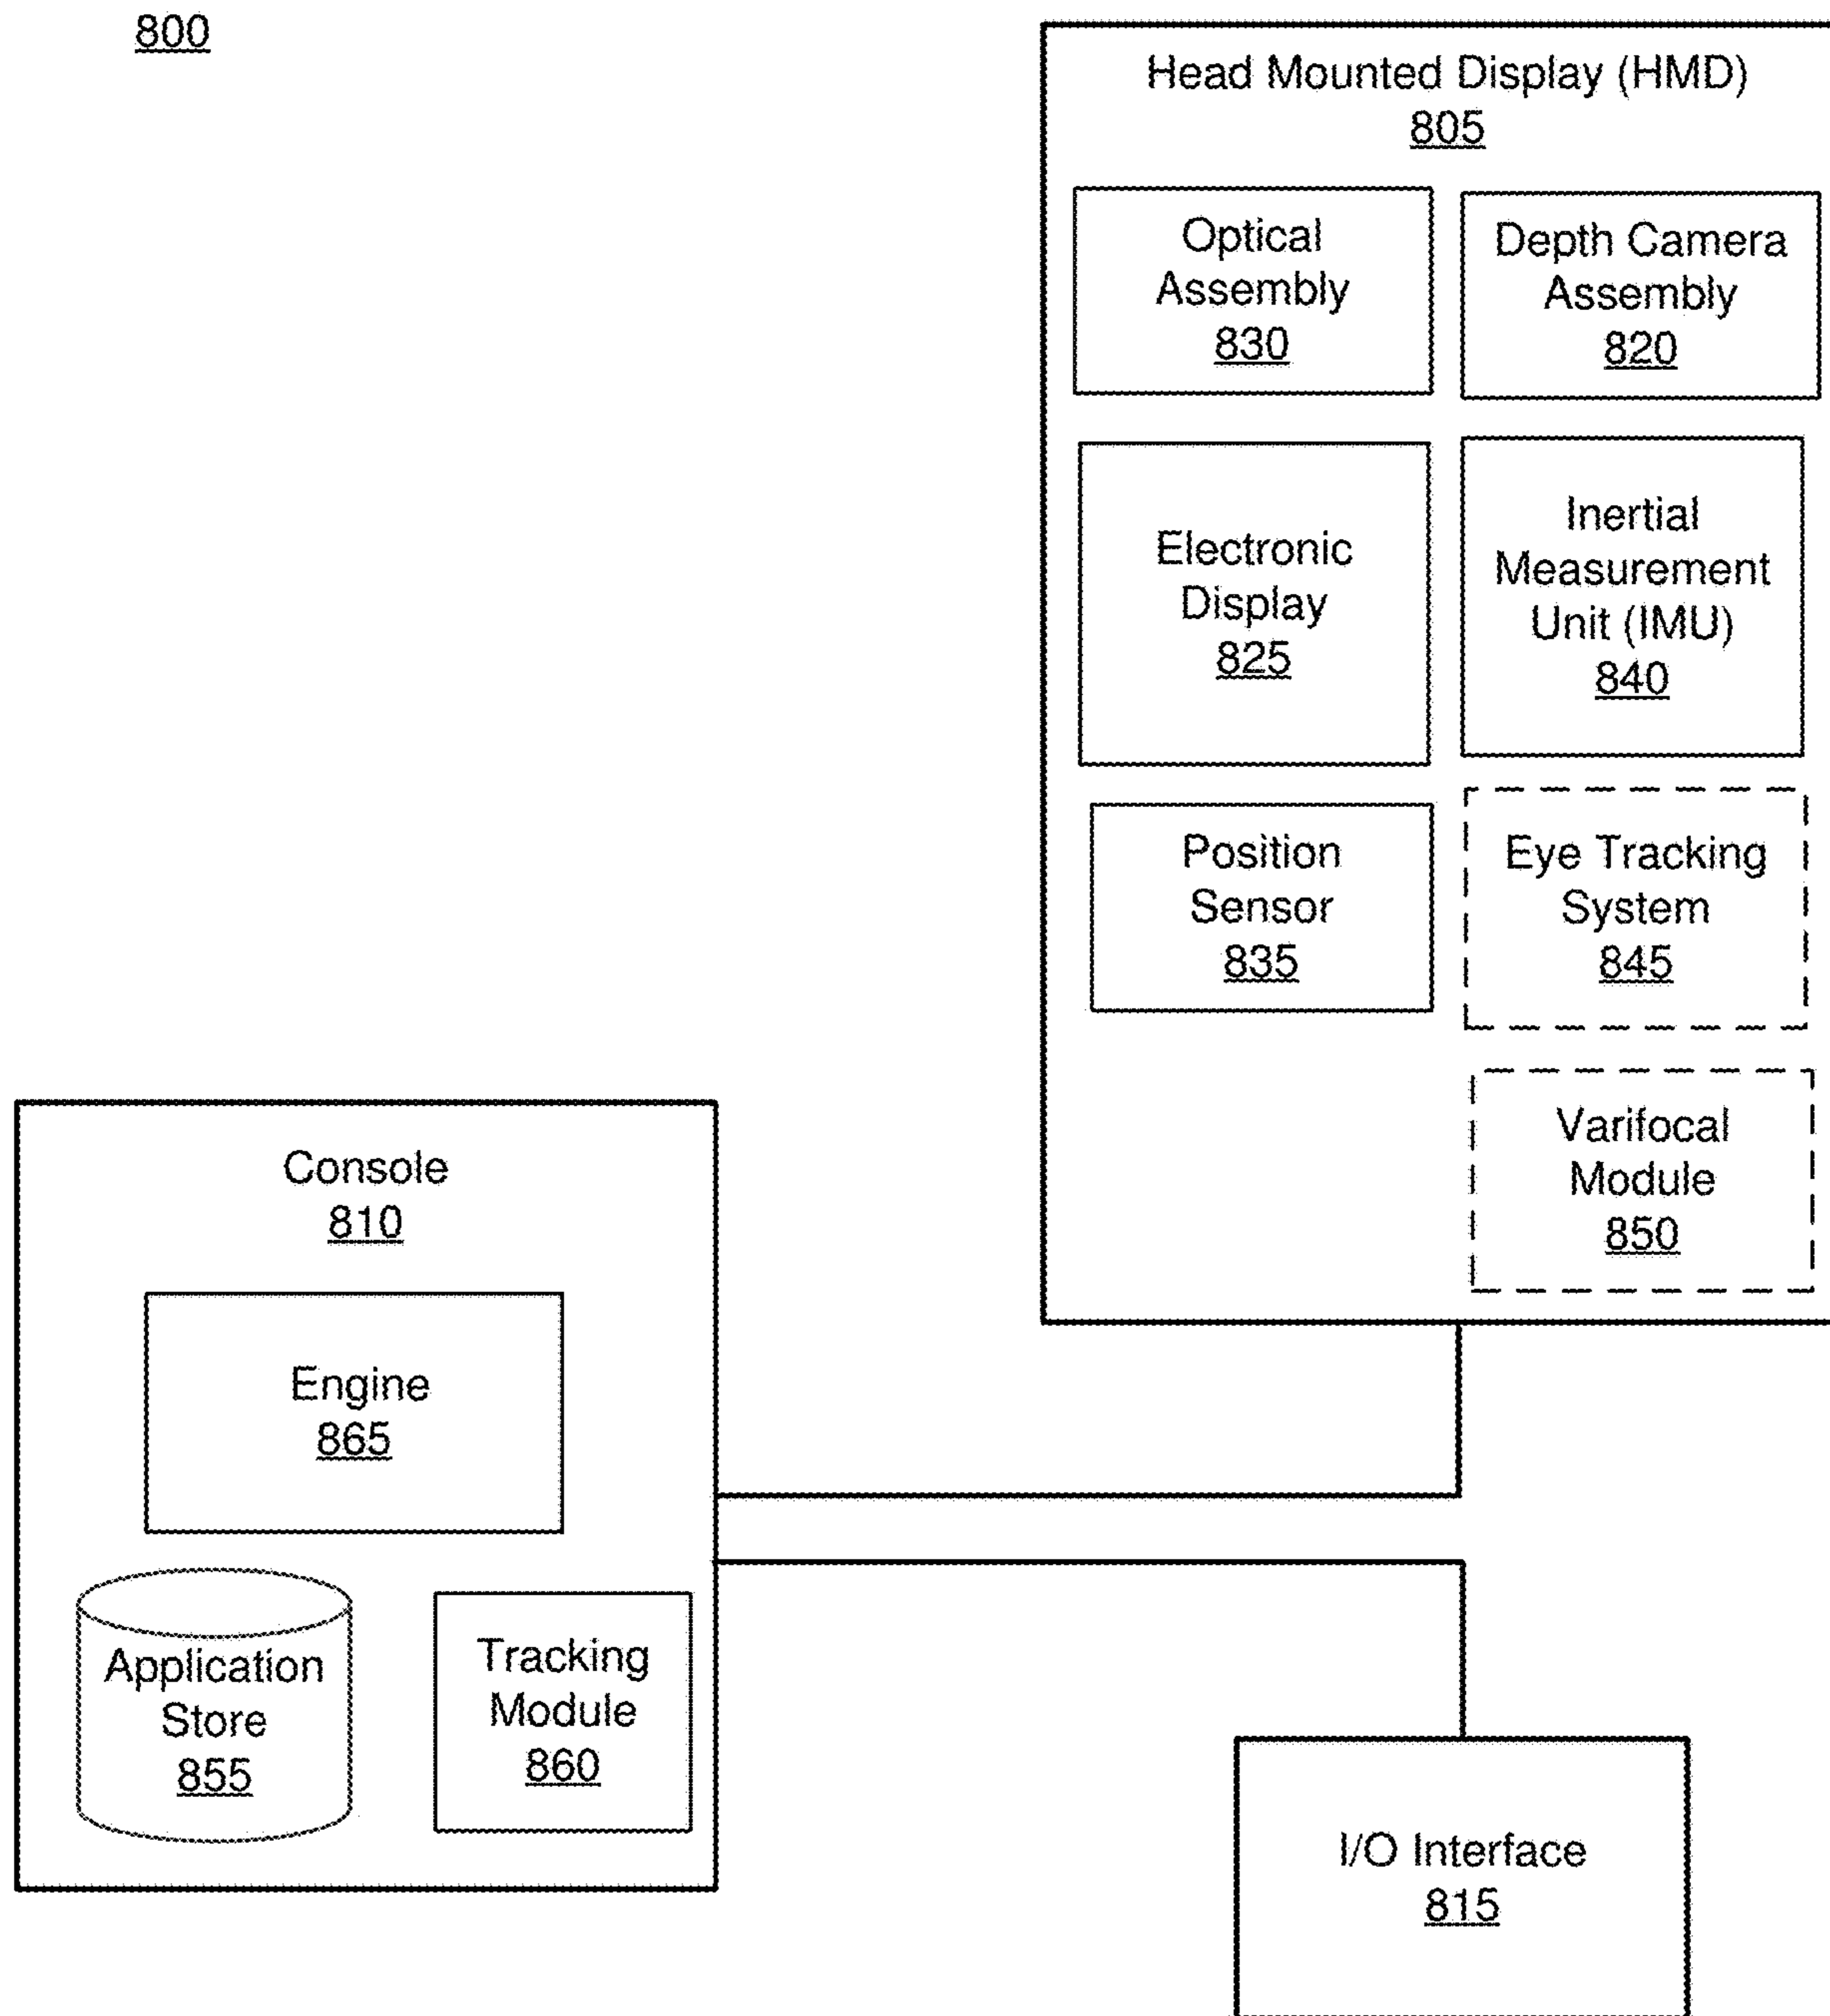 800
Head Mounted Display (HMD)
805
Optical
Assembly
830
Depth Camera
Assembly
820
Electronic
Display
825
Inertial
Measurement
Unit (IMU)
840
Position
Sensor
835
Eye Tracking
System
845
Varifocal
Module
850
Console
810
Engine
865
Application
Store
855
Tracking
Module
860
I/O Interface
815